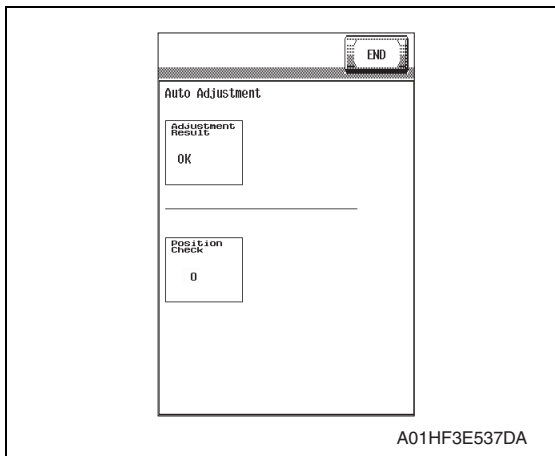 END
Auto Adjustment
Adjustment
Result
OK
Position
Check
0
A01HF3E537DA